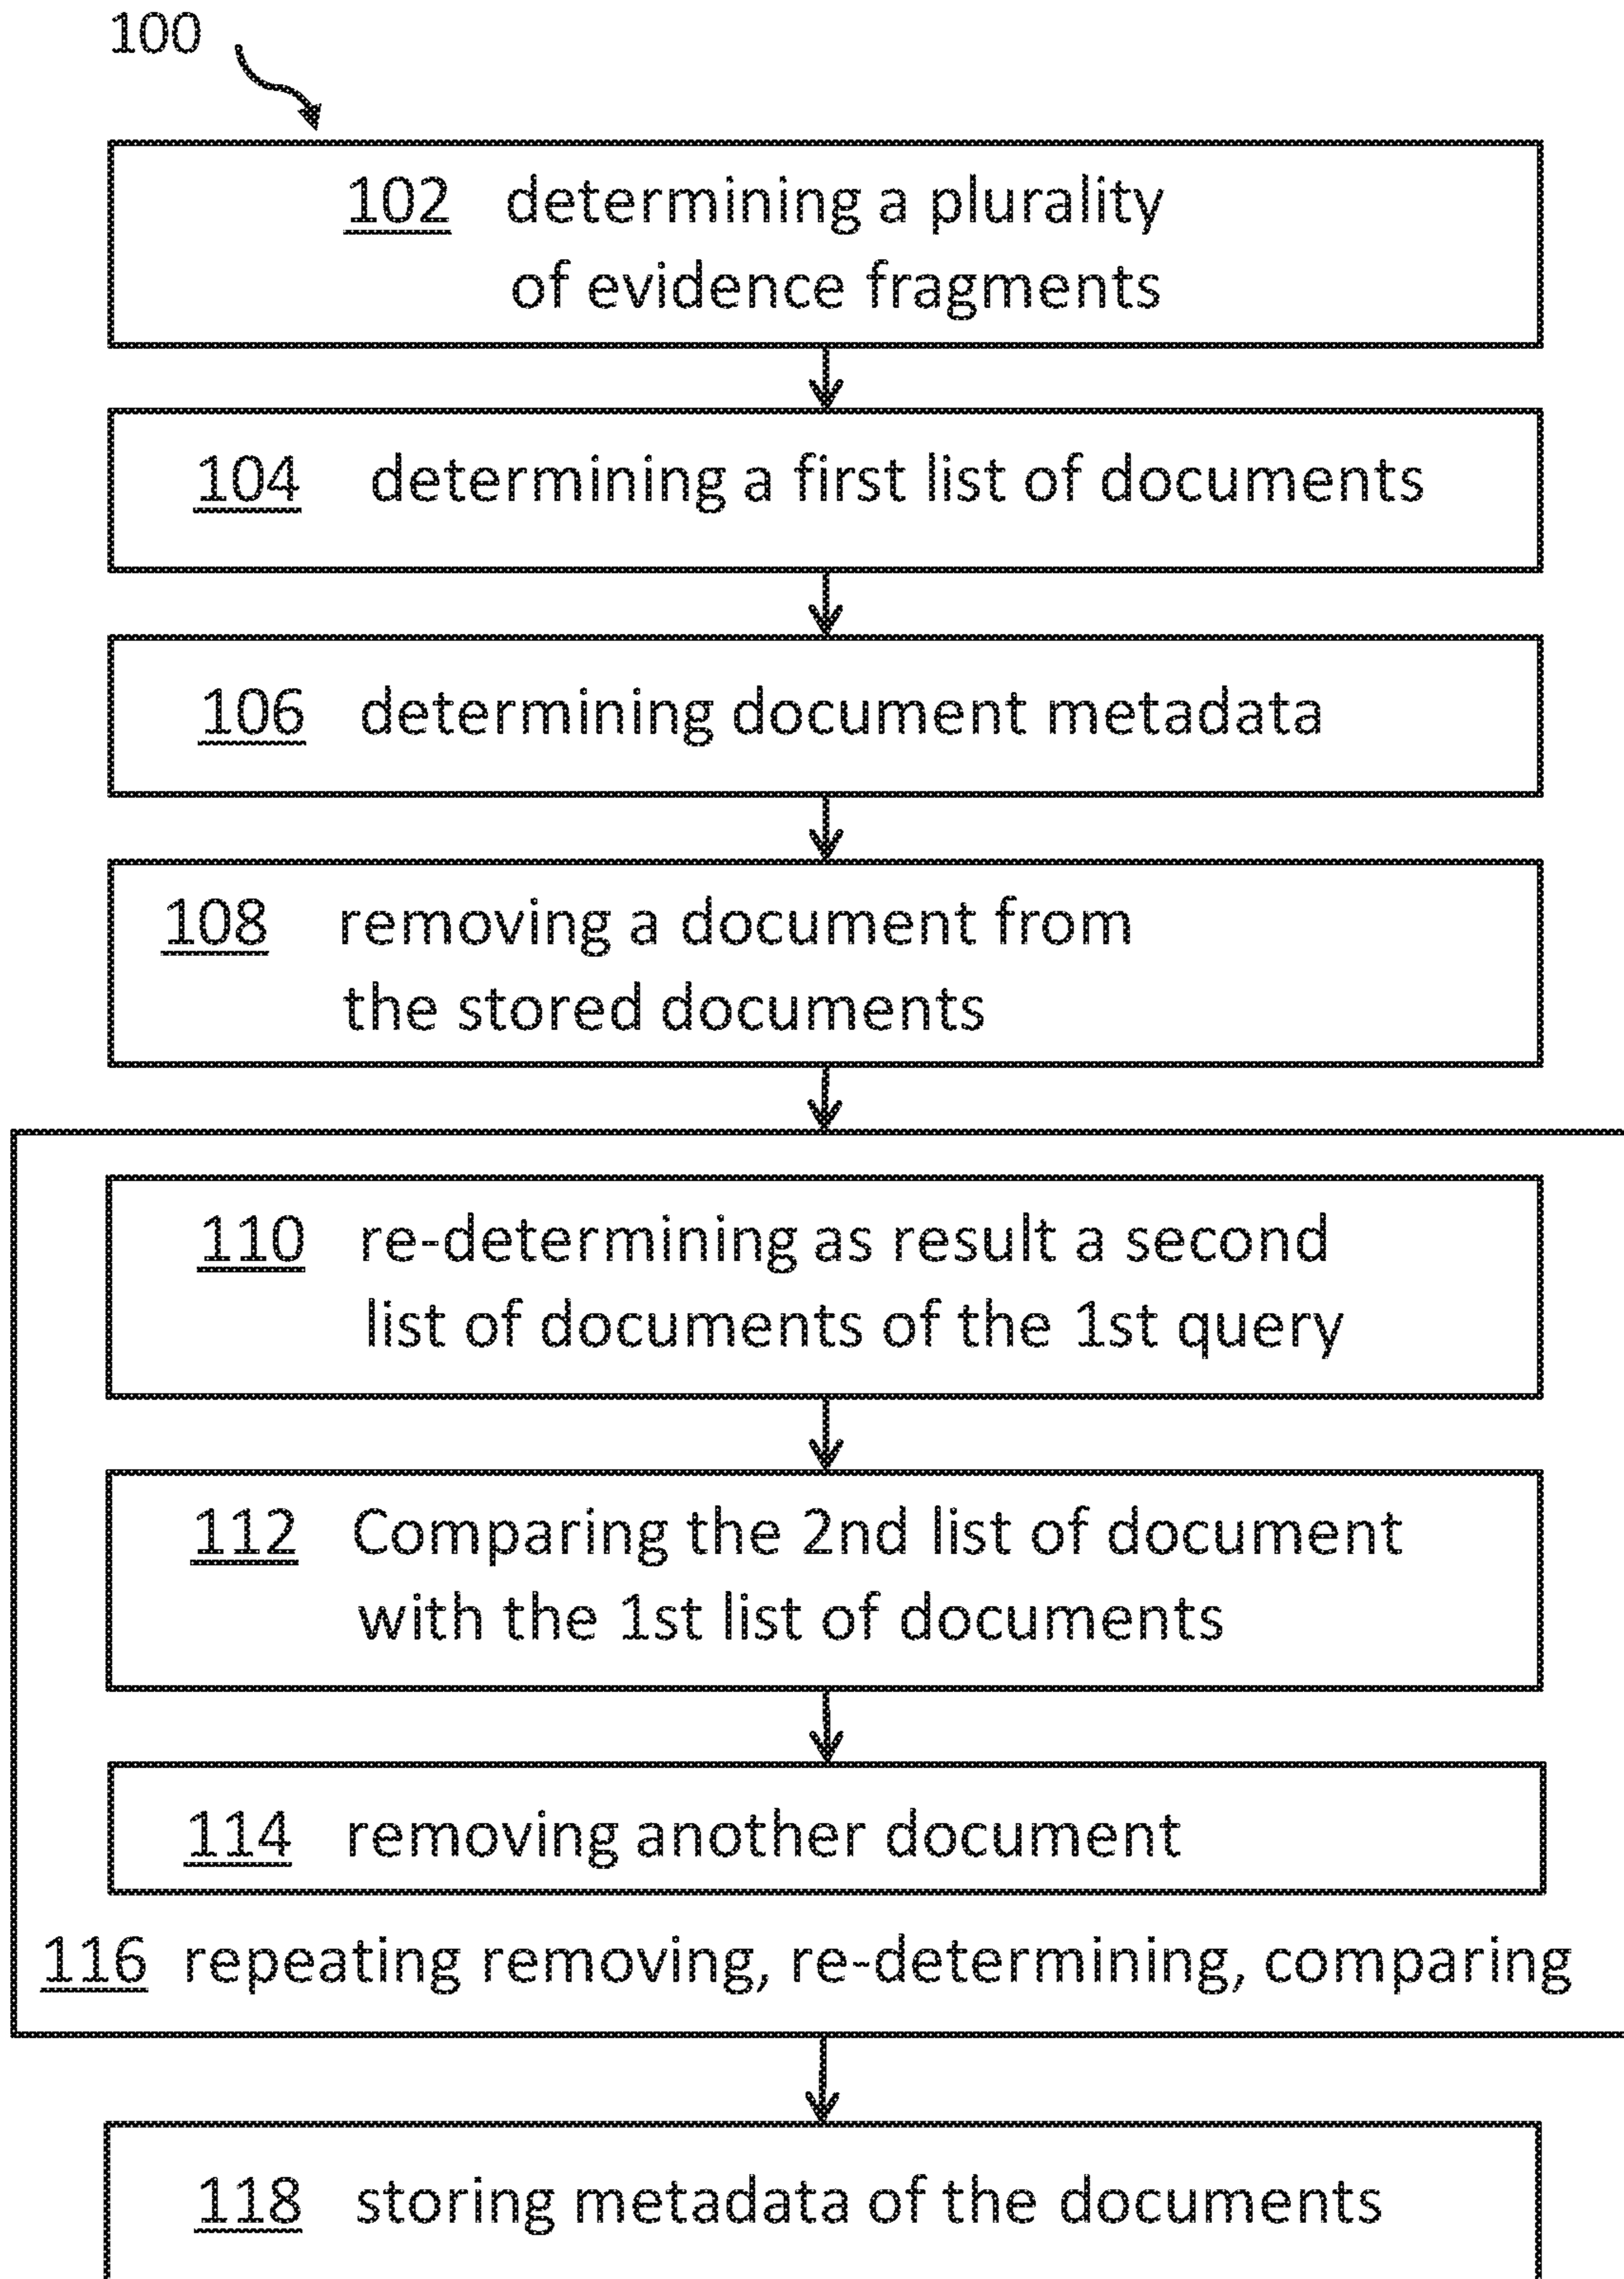 100
102 determining a plurality
of evidence fragments
104 determining a first list of documents
106 determining document metadata
108 removing a document from
the stored documents
110 re-determining as result a second
list of documents of the 1st query
112 Comparing the 2nd list of document
with the 1st list of documents
114 removing another document
116 repeating removing, re-determining, comparing
118 storing metadata of the documents